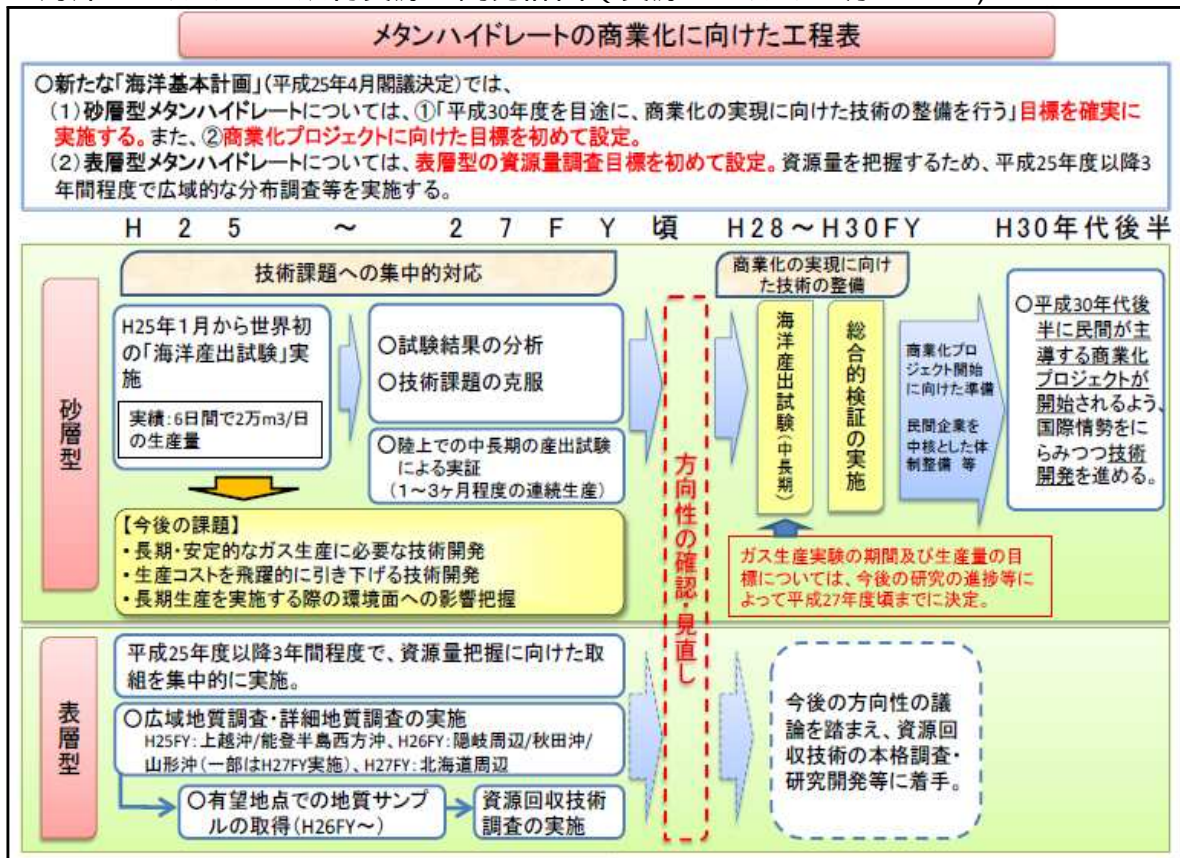 メタンハイドレートの商業化に向けた工程表
○新たな「海洋基本計画」(平成25年4月閣議決定)では、
(1)砂層型メタンハイドレートについては、①「平成30年度を目途に、商業化の実現に向けた技術の整備を行う」目標を確実に
実施する。また、②商業化プロジェクトに向けた目標を初めて設定。
(2)表層型メタンハイドレートについては、表層型の資源量調査目標を初めて設定。資源量を把握するため、平成25年度以降3
年間程度で広域的な分布調査等を実施する。
H25～27FY頃
H28～H30FY
H30年代後半
砂層型
技術課題への集中的対応
H25年1月から世界初
の「海洋産出試験」実
施
実績:6日間で2万m3/日
の生産量
○試験結果の分析
○技術課題の克服
○陸上での中長期の産出試験
による実証
(1～3ヶ月程度の連続生産)
【今後の課題】
・長期・安定的なガス生産に必要な技術開発
・生産コストを飛躍的に引き下げる技術開発
・長期生産を実施する際の環境面への影響把握
方向性の確認・見直し
商業化の実現に向け
た技術の整備
海洋産出試験(中長期)
総合的検証の実施
商業化プロ
ジェクト開始
に向けた準備
民間企業を
中核とした体
制整備 等
○平成30年代後
半に民間が主
導する商業化
プロジェクトが
開始されるよう、
国際情勢をに
らみつつ技術
開発を進める。
ガス生産実験の期間及び生産量の目
標については、今後の研究の進捗等に
よって平成27年度頃までに決定。
表層型
平成25年度以降3年間程度で、資源量把握に向けた取
組を集中的に実施。
○広域地質調査・詳細地質調査の実施
H25FY:上越沖/能登半島西方沖、H26FY:隠岐周辺/秋田沖/
山形沖(一部はH27FY実施)、H27FY:北海道周辺
○有望地点での地質サンプ
ルの取得(H26FY～)
資源回収技術
調査の実施
今後の方向性の議
論を踏まえ、資源回
収技術の本格調査・
研究開発等に着手。